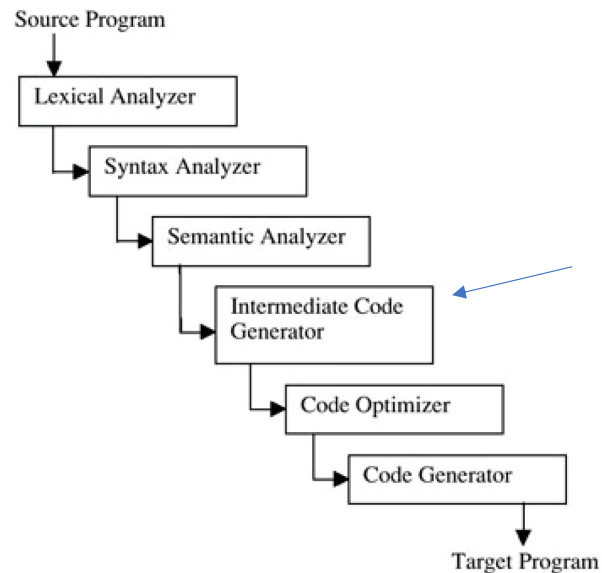 Source Program
Lexical Analyzer
Syntax Analyzer
Semantic Analyzer
Intermediate Code
Generator
Code Optimizer
Code Generator
Target Program